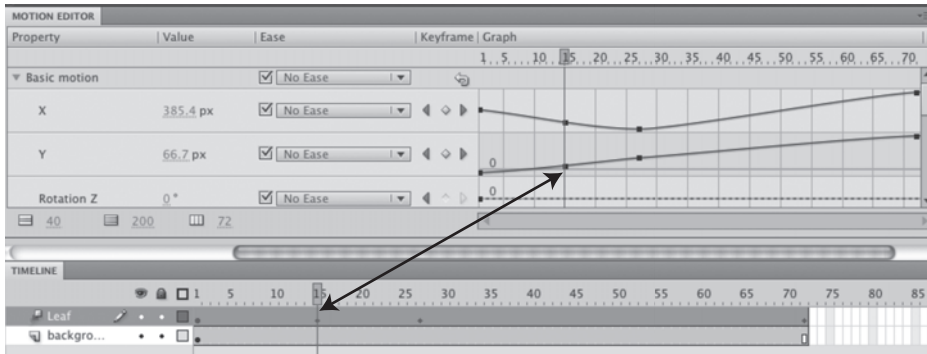 MOTION EDITOR
Property Value Ease Keyframe Graph
1 5 10 15 20 25 30 35 40 45 50 55 60 65 70
Basic motion No Ease
X 385.4 px No Ease
Y 66.7 px No Ease 0
Rotation Z 0° No Ease 0
40 200 72
TIMELINE
1 5 10 15 20 25 30 35 40 45 50 55 60 65 70 75 80 85
Leaf
backgro...